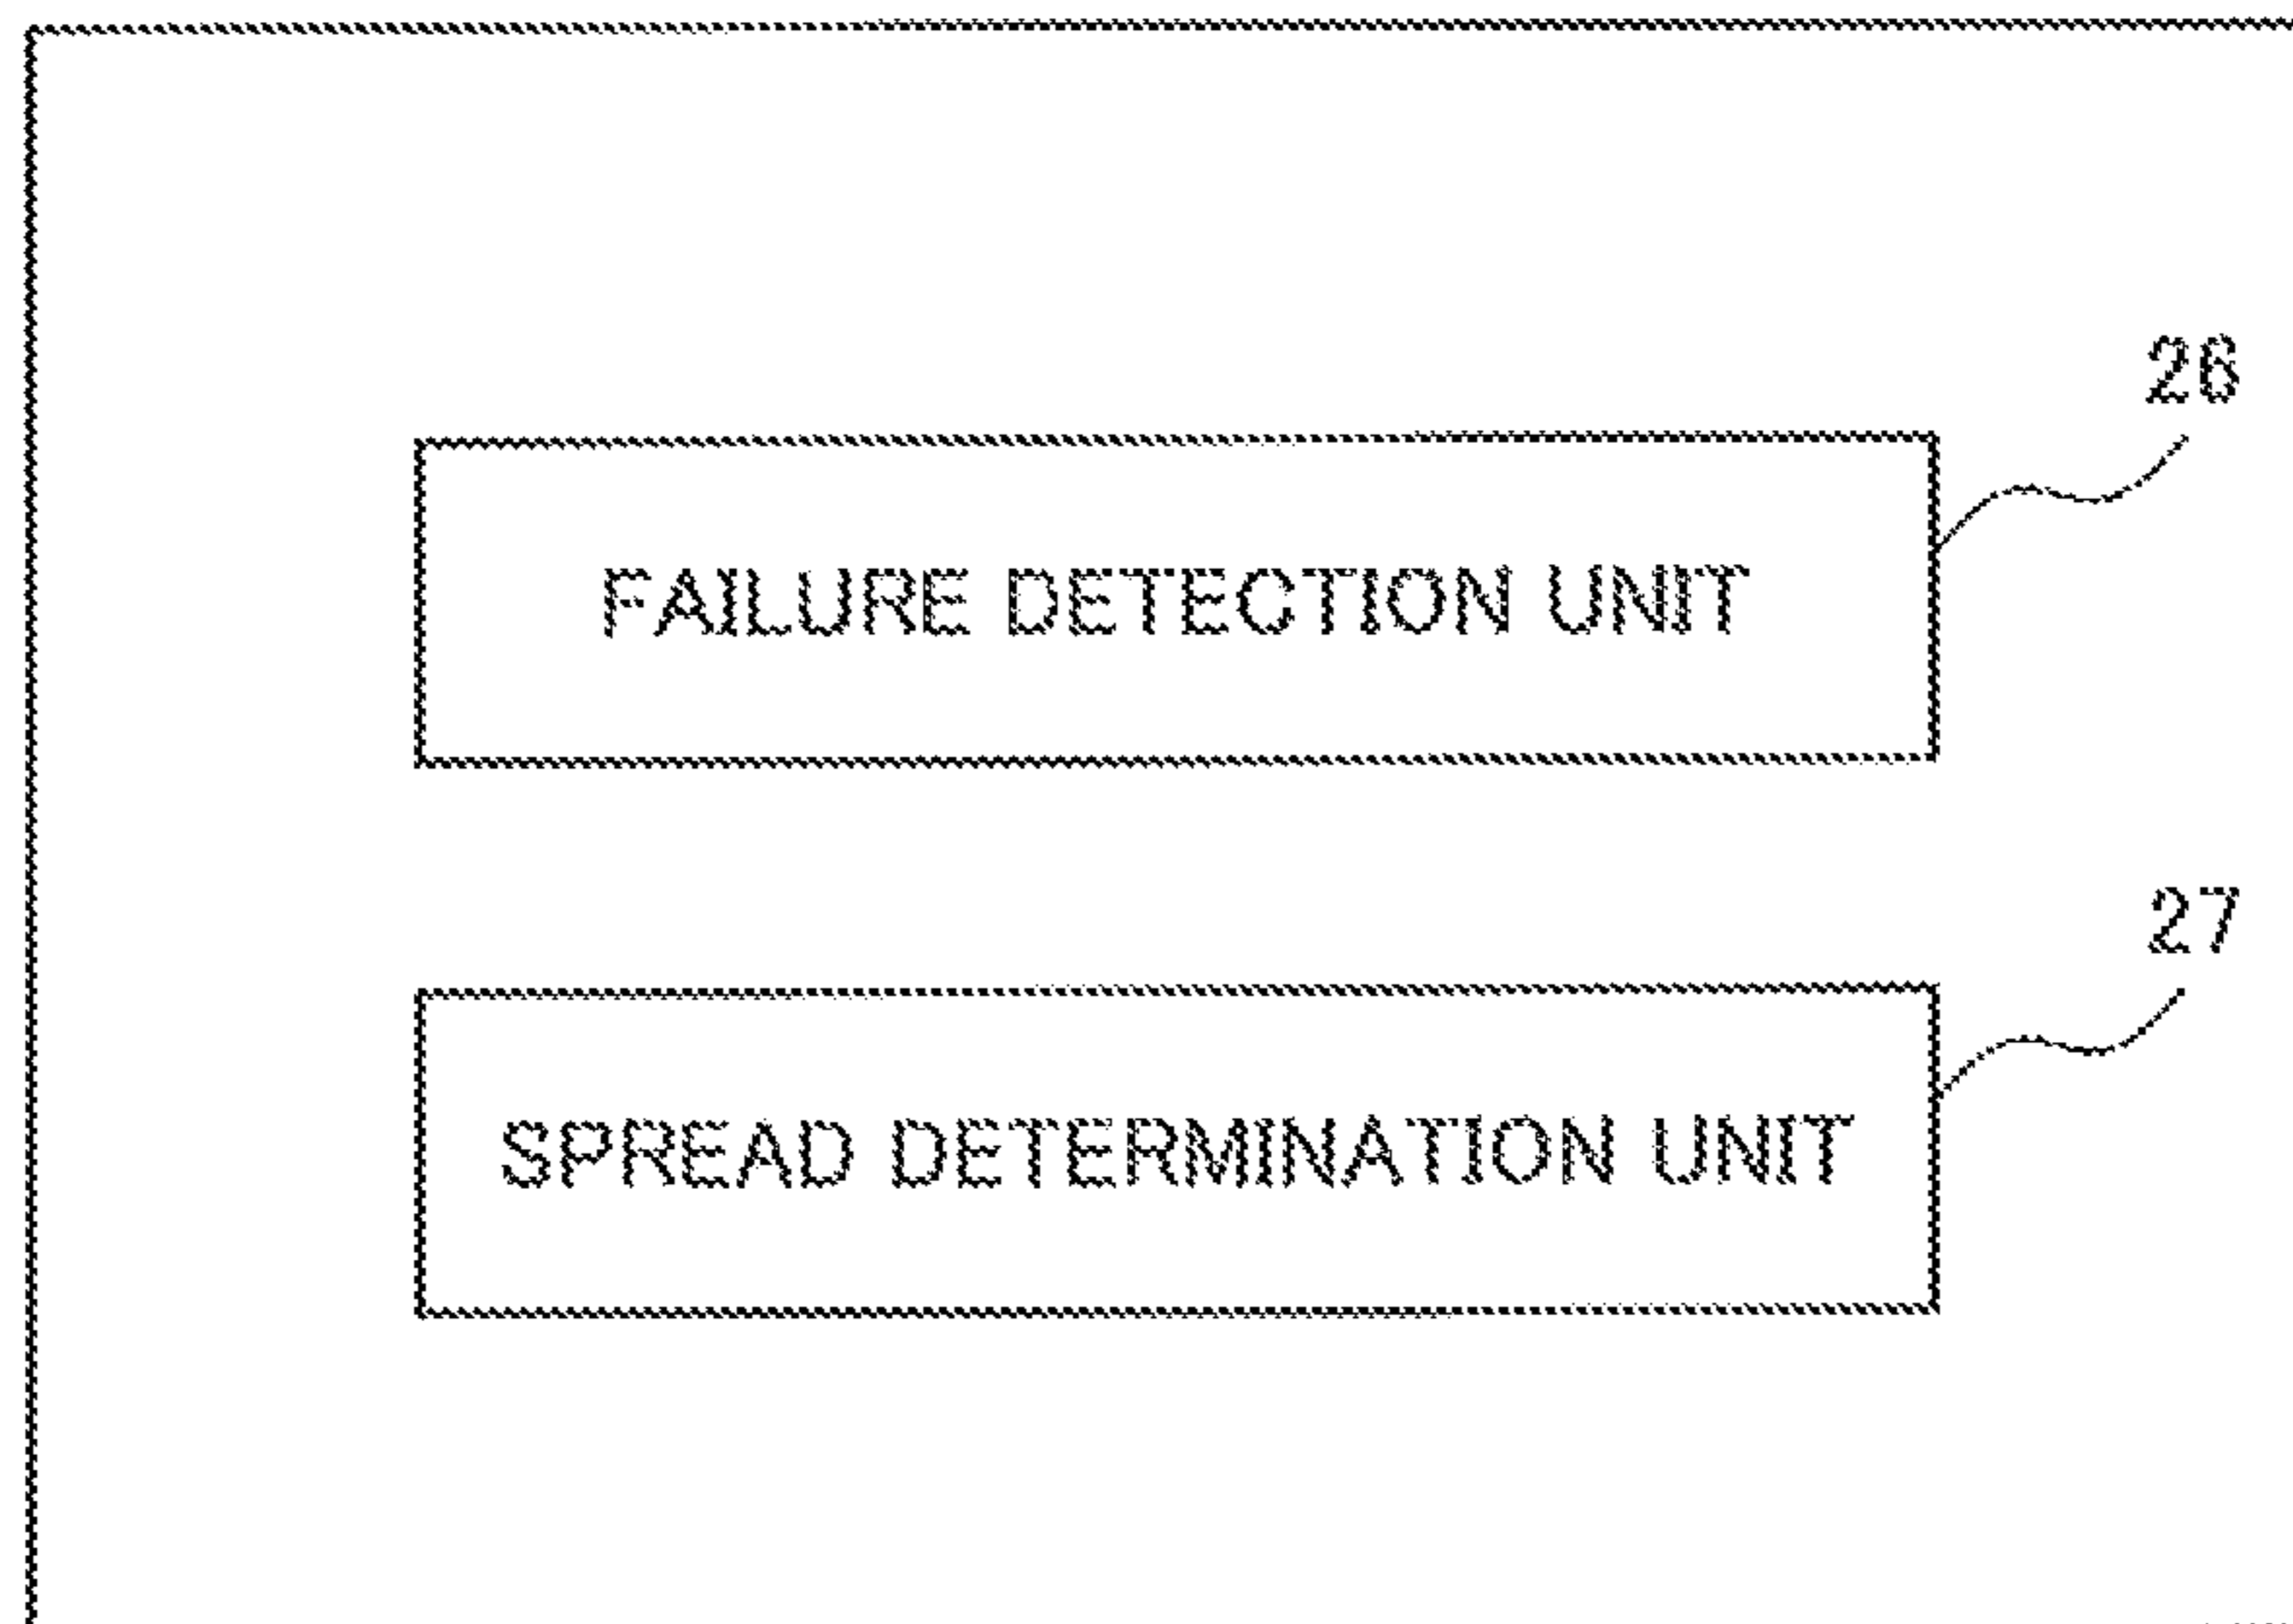 26
FAILURE DETECTION UNIT
27
SPREAD DETERMINATION UNIT